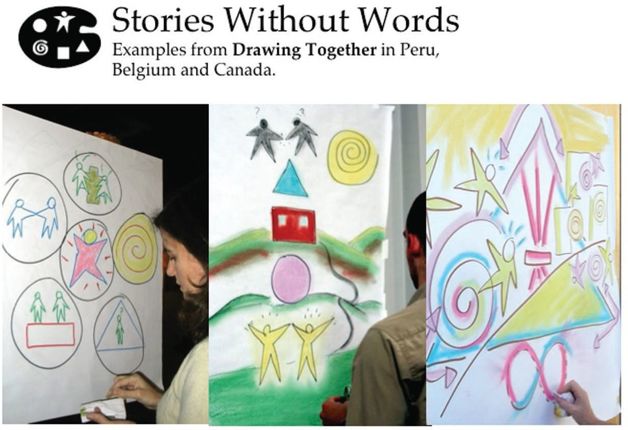 Stories Without Words
Examples from Drawing Together in Peru,
Belgium and Canada.